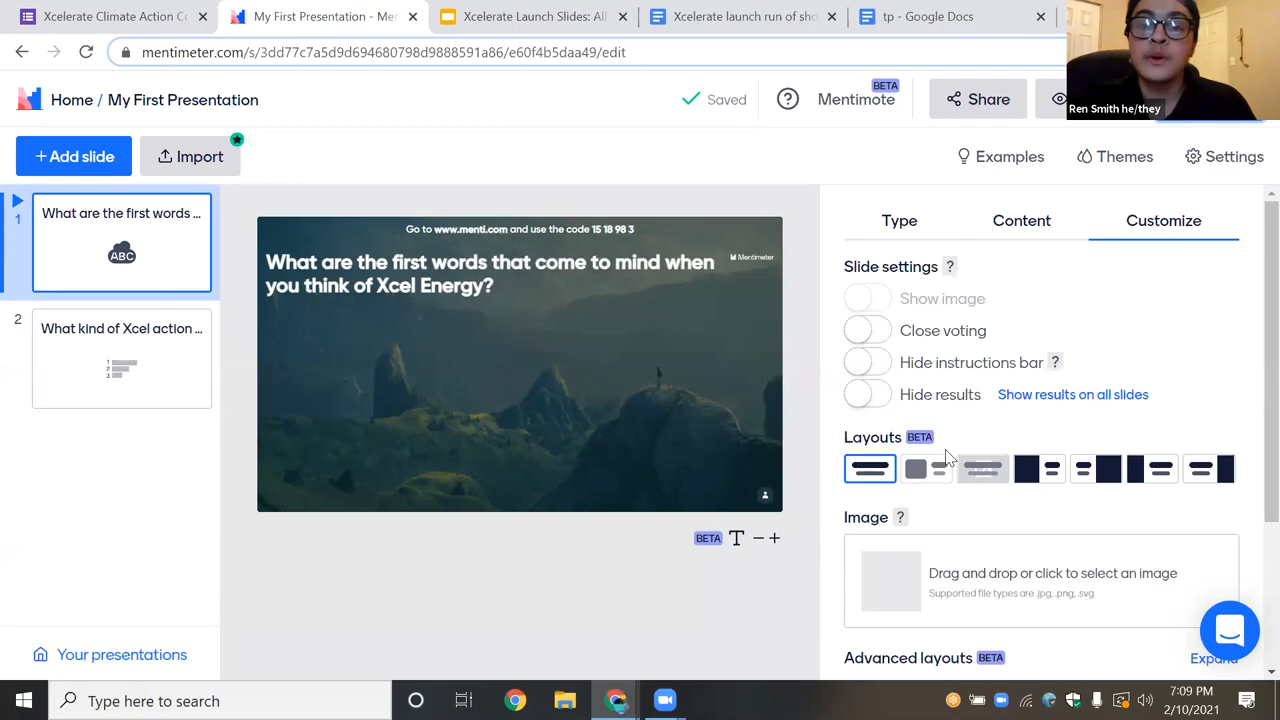 Xcelerate Climate Action C
My First Presentation - Men
Xcelerate Launch Slides: All
Xcelerate launch run of sho
tp - Google Docs
mentimeter.com/s/3dd77c7a5d9d694680798d9888591a86/e60f4b5daa49/edit
Ren Smith he/they
Home / My First Presentation
Saved
Mentimote
BETA
Share
+ Add slide
Import
Examples
Themes
Settings
1
What are the first words ...
ABC
2
What kind of Xcel action ...
1
2
3
Your presentations
Go to www.menti.com and use the code 15 18 98 3
What are the first words that come to mind when
you think of Xcel Energy?
Mentimeter
BETA T − +
Type
Content
Customize
Slide settings ?
Show image
Close voting
Hide instructions bar ?
Hide results
Show results on all slides
Layouts BETA
Image ?
Drag and drop or click to select an image
Supported file types are .jpg, .png, .svg
Advanced layouts BETA
Expand
Type here to search
7:09 PM
2/10/2021